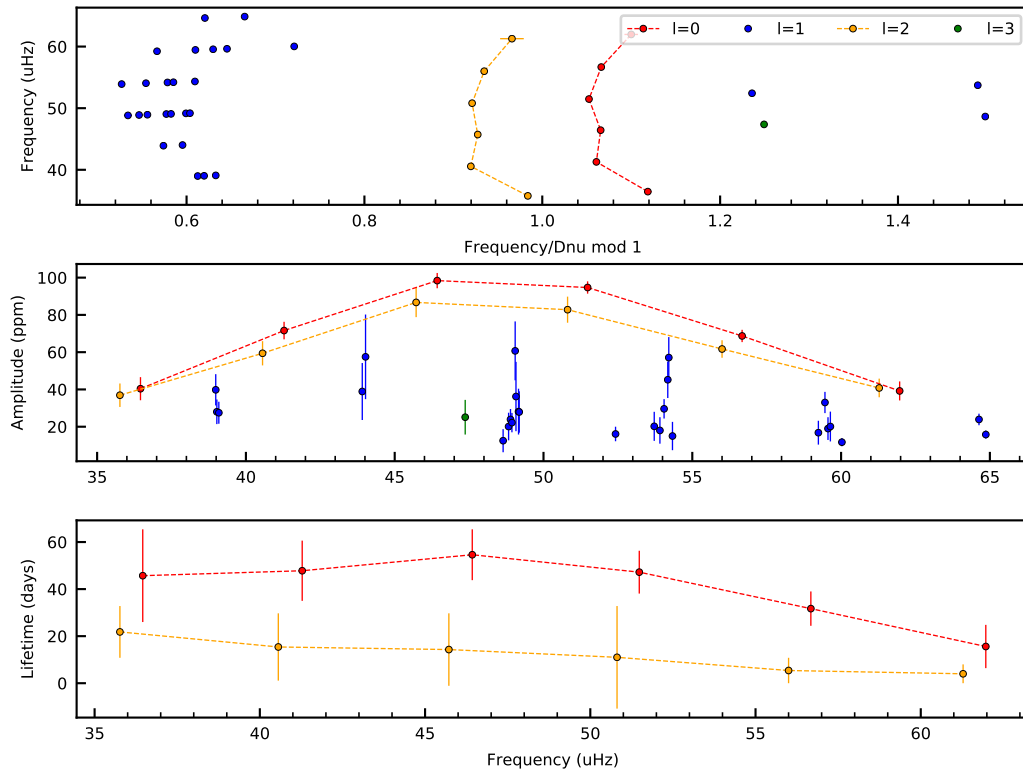 l=0 l=1 l=2 l=3
Frequency (uHz)
60
50
40
0.6 0.8 1.0 1.2 1.4
Frequency/Dnu mod 1
Amplitude (ppm)
100
80
60
40
20
35 40 45 50 55 60 65
Lifetime (days)
60
40
20
0
35 40 45 50 55 60
Frequency (uHz)